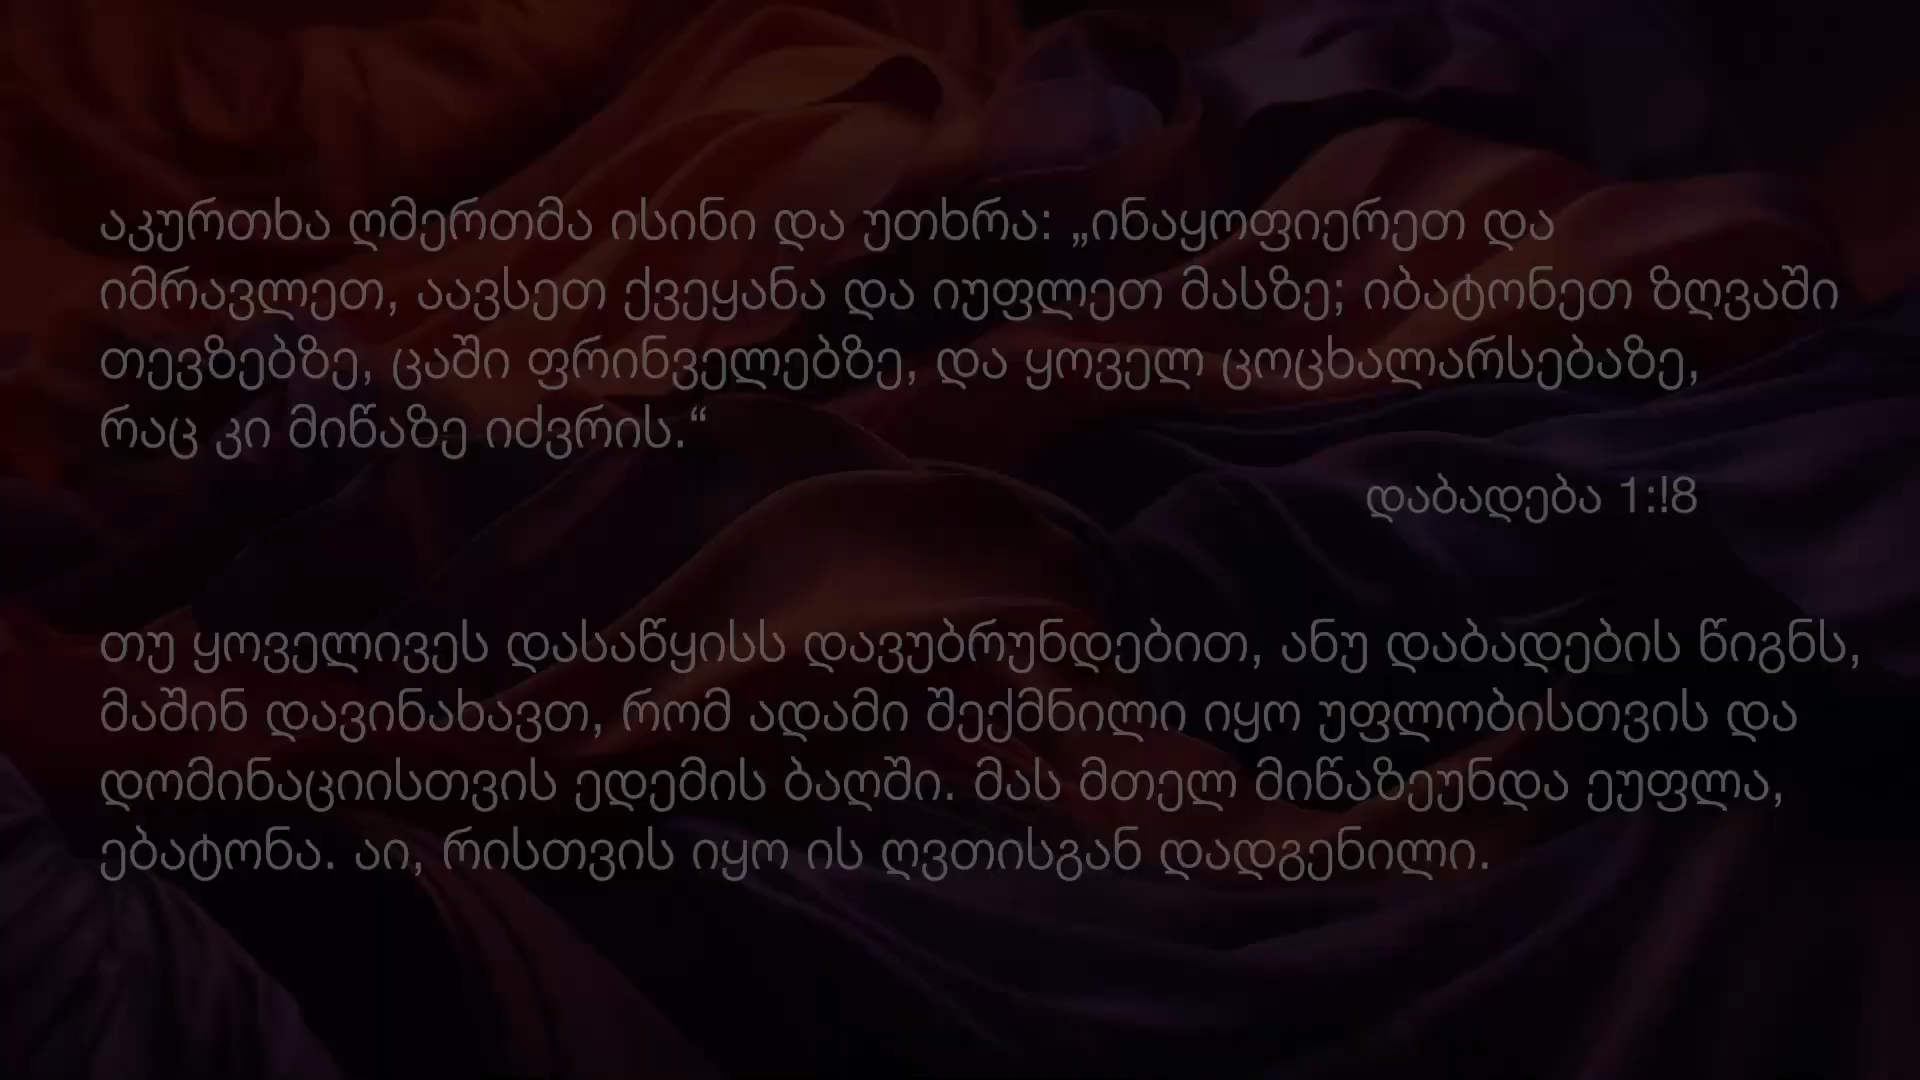 აკურთხა ღმერთმა ისინი და უთხრა: „ინაყოფიერეთ და
იმრავლეთ, აავსეთ ქვეყანა და იუფლეთ მასზე; იბატონეთ ზღვაში
თევზებზე, ცაში ფრინველებზე, და ყოველ ცოცხალარსებაზე,
რაც კი მიწაზე იძვრის.“
დაბადება 1:!8
თუ ყოველივეს დასაწყისს დავუბრუნდებით, ანუ დაბადების წიგნს,
მაშინ დავინახავთ, რომ ადამი შექმნილი იყო უფლობისთვის და
დომინაციისთვის ედემის ბაღში. მას მთელ მიწაზეუნდა ეუფლა,
ებატონა. აი, რისთვის იყო ის ღვთისგან დადგენილი.